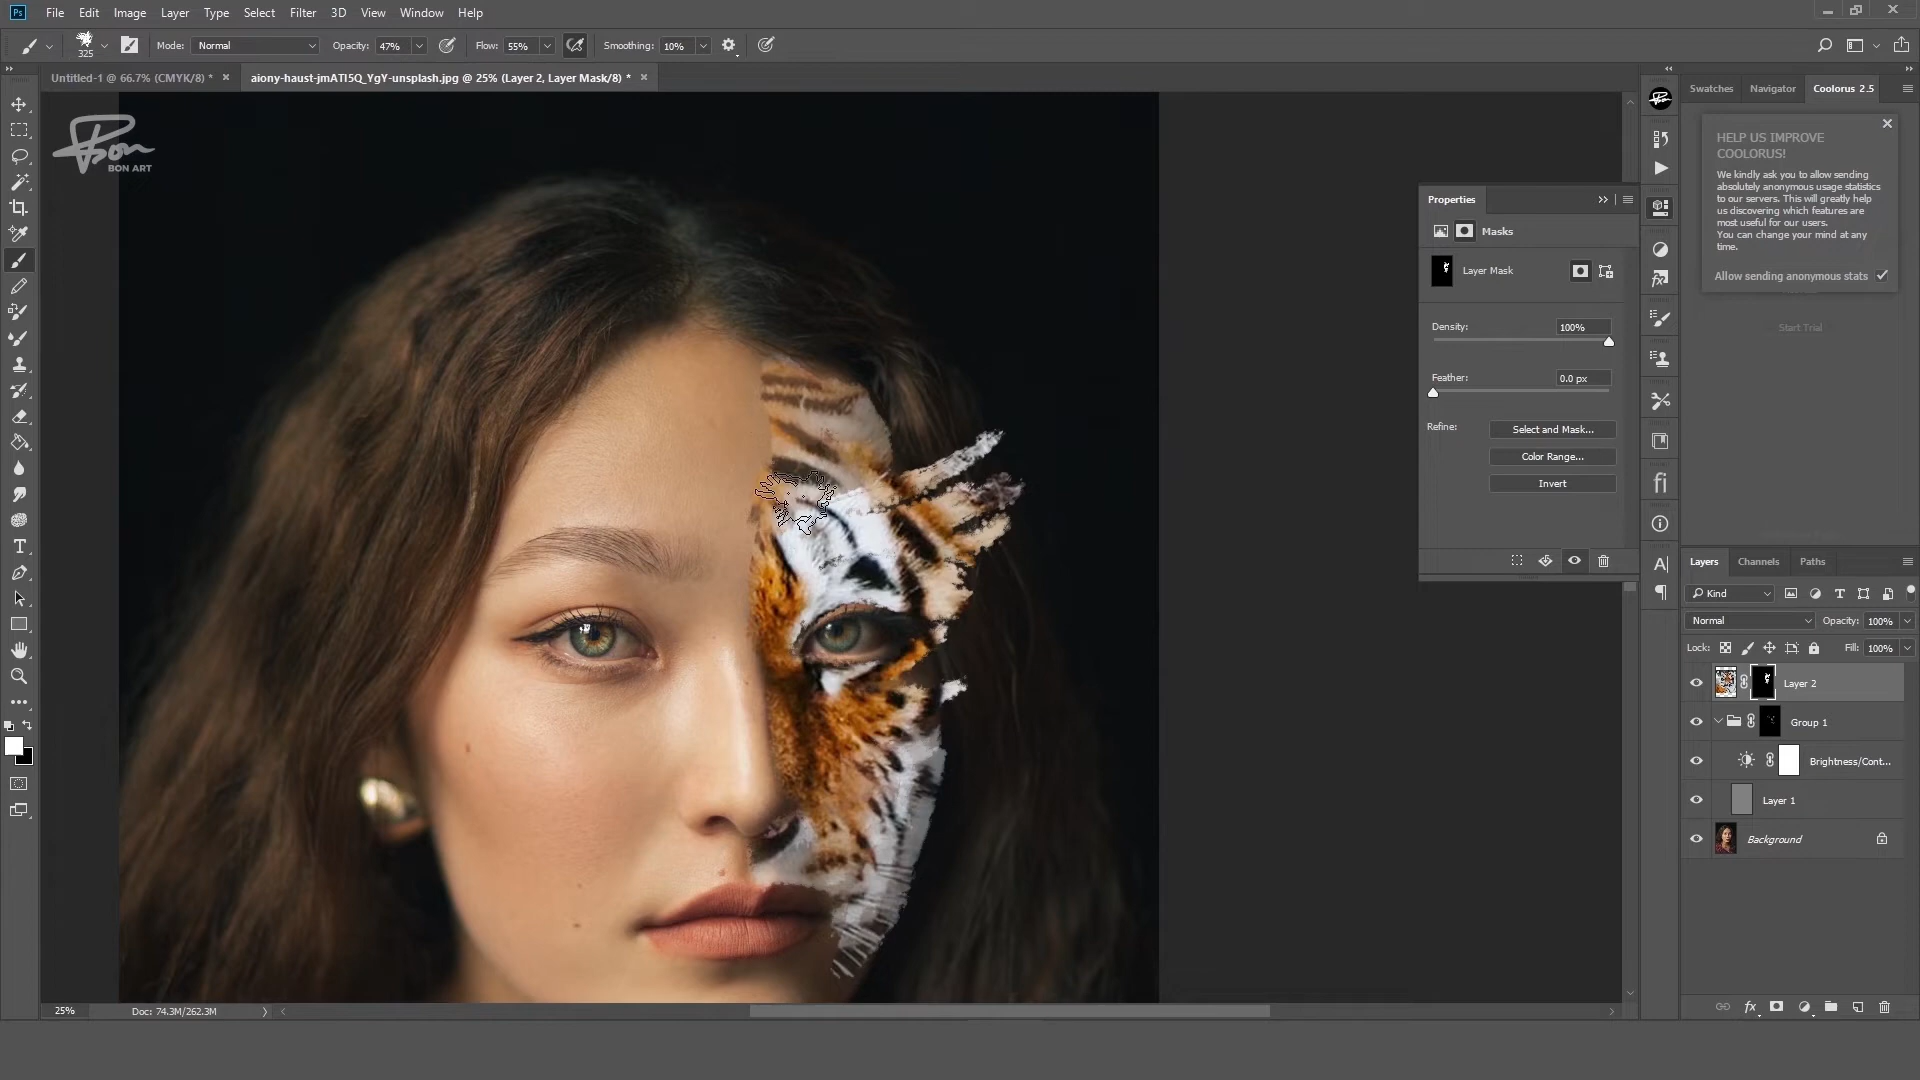 Ps File Edit Image Layer Type Select Filter 3D View Window Help
325 Mode: Normal Opacity: 47% Flow: 55% Smoothing: 10%
Untitled-1 @ 66.7% (CMYK/8) * aiony-haust-jmATI5Q_YgY-unsplash.jpg @ 25% (Layer 2, Layer Mask/8) *
Bon
BON ART
Properties
Masks
Layer Mask
Density: 100%
Feather: 0.0 px
Refine: Select and Mask...
Color Range...
Invert
Swatches Navigator Coolorus 2.5
HELP US IMPROVE
COOLORUS!
We kindly ask you to allow sending
absolutely anonymous usage statistics
to our servers. This will greatly help
us discovering which features are
most useful for our users.
You can change your mind at any
time.
Allow sending anonymous stats
Start Trial
Layers Channels Paths
Kind
Normal Opacity: 100%
Lock: Fill: 100%
Layer 2
Group 1
Brightness/Cont...
Layer 1
Background
25% Doc: 74.3M/262.3M